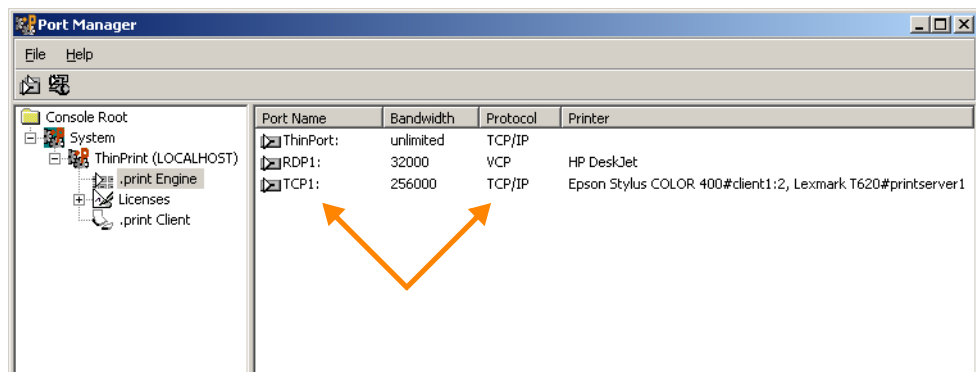 Port Manager
File Help
Console Root
System
ThinPrint (LOCALHOST)
.print Engine
Licenses
.print Client
Port Name Bandwidth Protocol Printer
ThinPort: unlimited TCP/IP
RDP1: 32000 VCP HP DeskJet
TCP1: 256000 TCP/IP Epson Stylus COLOR 400#client1:2, Lexmark T620#printserver1